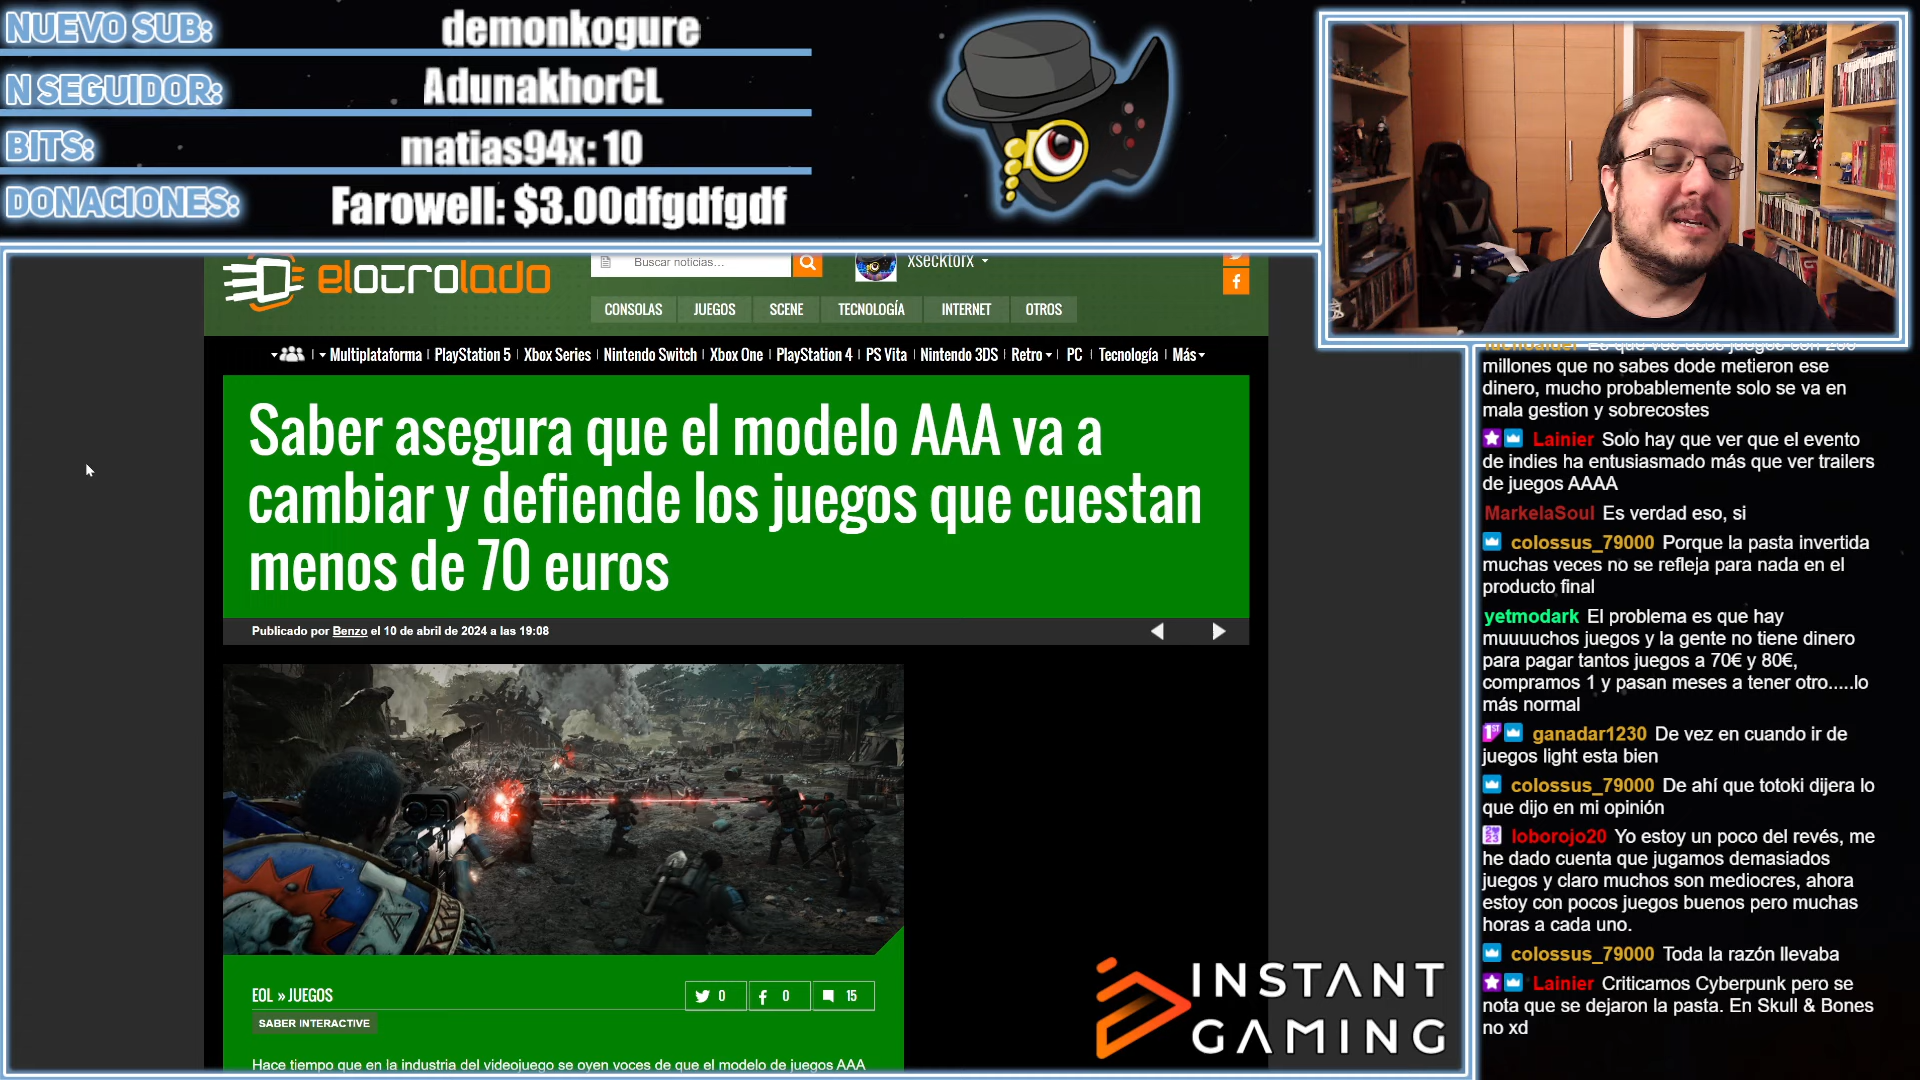 NUEVO SUB: demonkogure
N SEGUIDOR: AdunakhorCL
BITS: matias94x: 10
DONACIONES: Farowell: $3.00dfgdfgdf
elotrolado
Buscar noticias...
xsecktorx
CONSOLAS JUEGOS SCENE TECNOLOGÍA INTERNET OTROS
Multiplataforma PlayStation 5 Xbox Series Nintendo Switch Xbox One PlayStation 4 PS Vita Nintendo 3DS Retro PC Tecnología Más
Saber asegura que el modelo AAA va a
cambiar y defiende los juegos que cuestan
menos de 70 euros
Publicado por Benzo el 10 de abril de 2024 a las 19:08
EOL » JUEGOS
0 0 15
SABER INTERACTIVE
Hace tiempo que en la industria del videojuego se oyen voces de que el modelo de juegos AAA
INSTANT
GAMING
Es que ves esos juegos con 200
millones que no sabes dode metieron ese
dinero, mucho probablemente solo se va en
mala gestion y sobrecostes
Lainier Solo hay que ver que el evento
de indies ha entusiasmado más que ver trailers
de juegos AAAA
MarkelaSoul Es verdad eso, si
colossus_79000 Porque la pasta invertida
muchas veces no se refleja para nada en el
producto final
yetmodark El problema es que hay
muuuuchos juegos y la gente no tiene dinero
para pagar tantos juegos a 70€ y 80€,
compramos 1 y pasan meses a tener otro.....lo
más normal
ganadar1230 De vez en cuando ir de
juegos light esta bien
colossus_79000 De ahí que totoki dijera lo
que dijo en mi opinión
loborojo20 Yo estoy un poco del revés, me
he dado cuenta que jugamos demasiados
juegos y claro muchos son mediocres, ahora
estoy con pocos juegos buenos pero muchas
horas a cada uno.
colossus_79000 Toda la razón llevaba
Lainier Criticamos Cyberpunk pero se
nota que se dejaron la pasta. En Skull & Bones
no xd